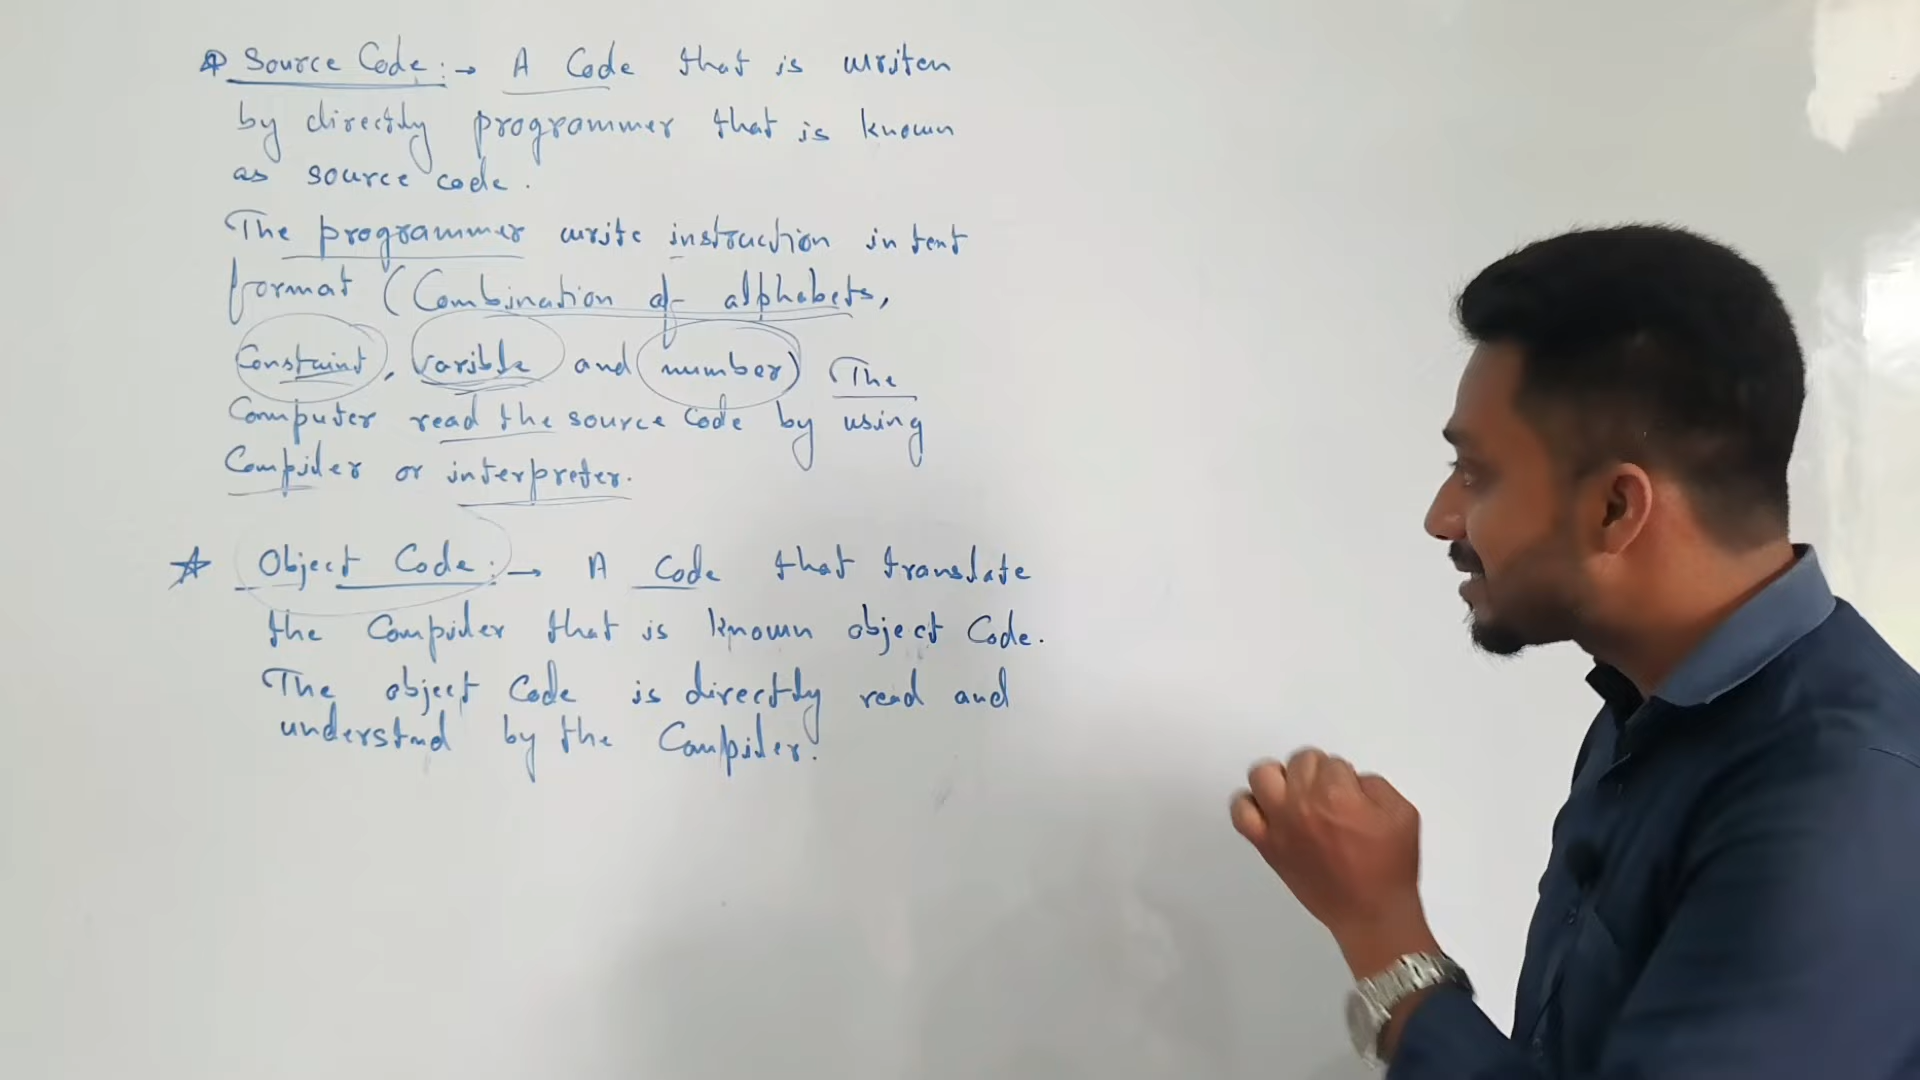 Source Code :→ A Code that is writen
by directly programmer that is known
as source code.
The programmer write instruction in text
format (Combination of alphabets,
Constaint, varible and number) The
Computer read the source code by using
Compiler or interpreter.
Object Code :→ A Code that translate
the Compiler that is known object Code.
The object Code is directly read and
understnd by the Compiler.